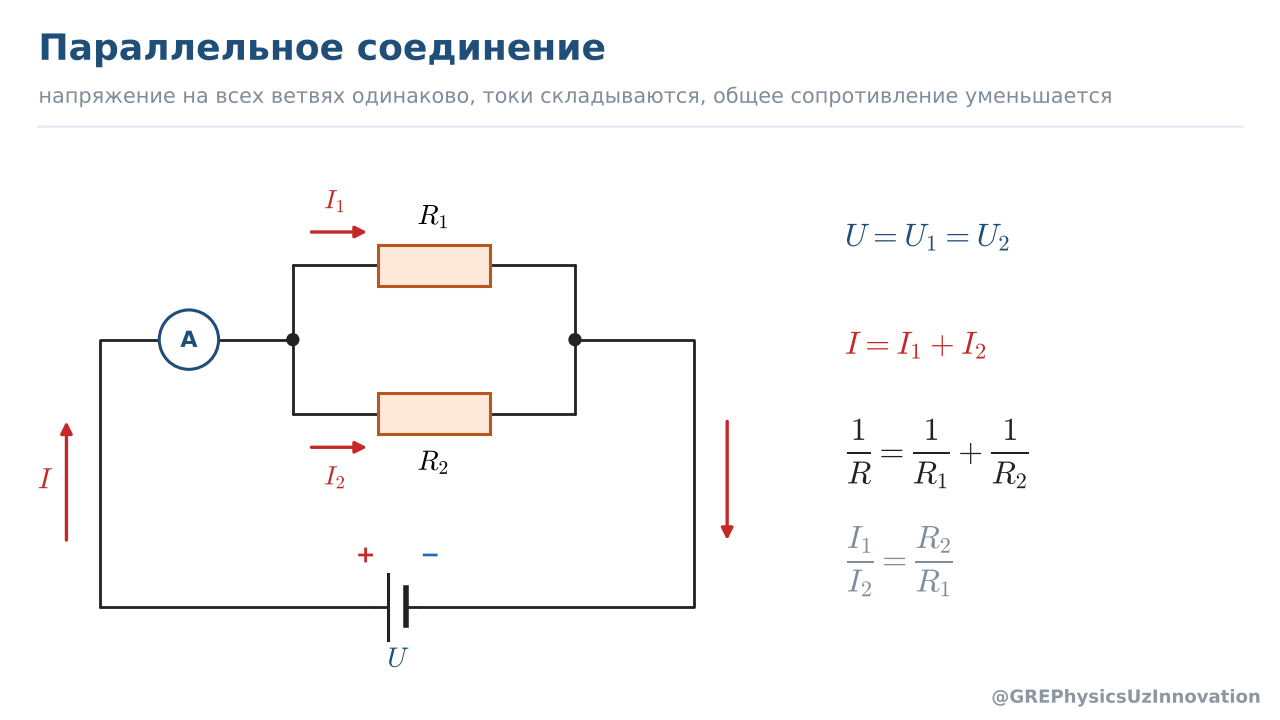 Параллельное соединение
напряжение на всех ветвях одинаково, токи складываются, общее сопротивление уменьшается
I₁
R₁
A
I₂
R₂
I
+ −
U
U = U₁ = U₂
I = I₁ + I₂
1/R = 1/R₁ + 1/R₂
I₁/I₂ = R₂/R₁
@GREPhysicsUzInnovation